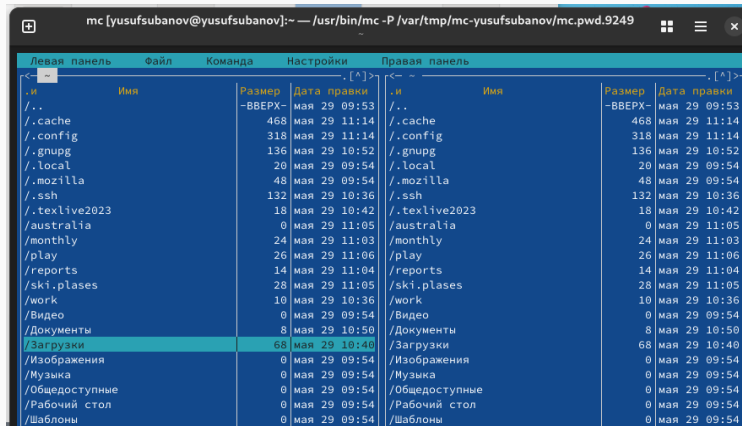 mc [yusufsubanov@yusufsubanov]:~ — /usr/bin/mc -P /var/tmp/mc-yusufsubanov/mc.pwd.9249
~
Левая панель Файл Команда Настройки Правая панель
<— ~ .[^]> <— ~ .[^]>
.и Имя Размер Дата правки .и Имя Размер Дата правки
/.. -ВВЕРХ- мая 29 09:53 /.. -ВВЕРХ- мая 29 09:53
/.cache 468 мая 29 11:14 /.cache 468 мая 29 11:14
/.config 318 мая 29 11:14 /.config 318 мая 29 11:14
/.gnupg 136 мая 29 10:52 /.gnupg 136 мая 29 10:52
/.local 20 мая 29 09:54 /.local 20 мая 29 09:54
/.mozilla 48 мая 29 09:54 /.mozilla 48 мая 29 09:54
/.ssh 132 мая 29 10:36 /.ssh 132 мая 29 10:36
/.texlive2023 18 мая 29 10:42 /.texlive2023 18 мая 29 10:42
/australia 0 мая 29 11:05 /australia 0 мая 29 11:05
/monthly 24 мая 29 11:03 /monthly 24 мая 29 11:03
/play 26 мая 29 11:06 /play 26 мая 29 11:06
/reports 14 мая 29 11:04 /reports 14 мая 29 11:04
/ski.plases 28 мая 29 11:05 /ski.plases 28 мая 29 11:05
/work 10 мая 29 10:36 /work 10 мая 29 10:36
/Видео 0 мая 29 09:54 /Видео 0 мая 29 09:54
/Документы 8 мая 29 10:50 /Документы 8 мая 29 10:50
/Загрузки 68 мая 29 10:40 /Загрузки 68 мая 29 10:40
/Изображения 0 мая 29 09:54 /Изображения 0 мая 29 09:54
/Музыка 0 мая 29 09:54 /Музыка 0 мая 29 09:54
/Общедоступные 0 мая 29 09:54 /Общедоступные 0 мая 29 09:54
/Рабочий стол 0 мая 29 09:54 /Рабочий стол 0 мая 29 09:54
/Шаблоны 0 мая 29 09:54 /Шаблоны 0 мая 29 09:54